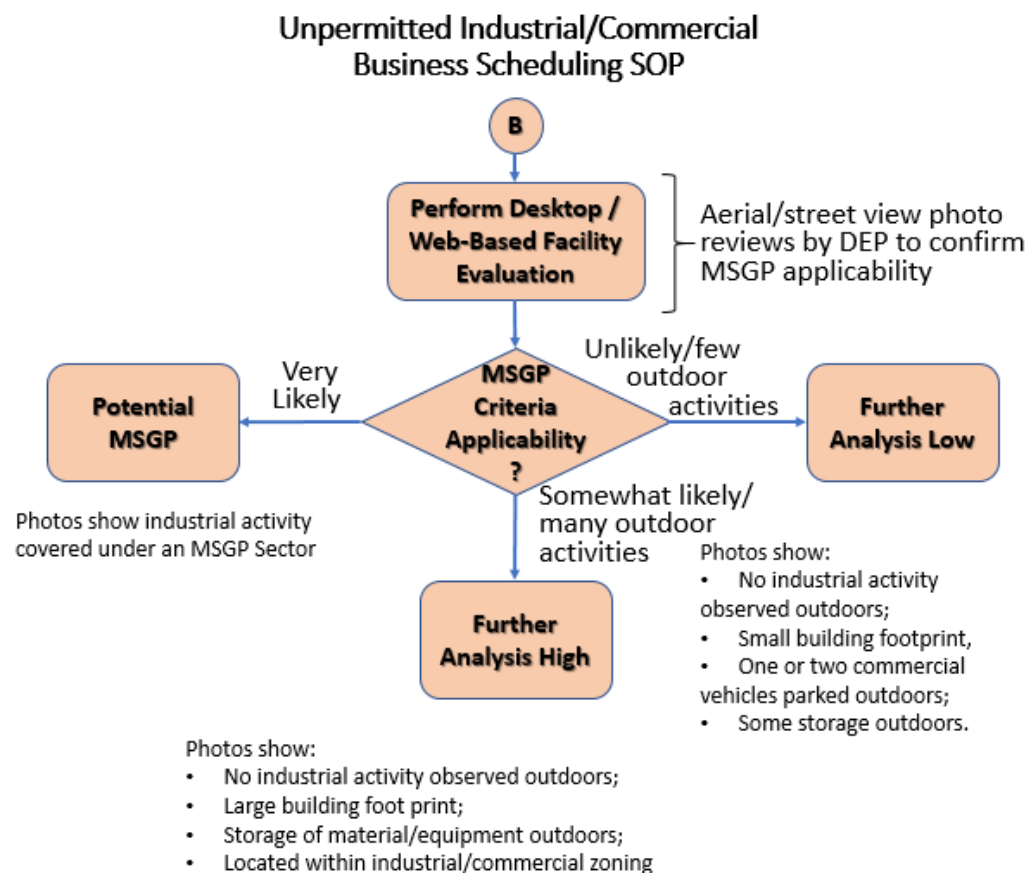 Unpermitted Industrial/Commercial
Business Scheduling SOP
B
Perform Desktop /
Web-Based Facility
Evaluation
Aerial/street view photo
reviews by DEP to confirm
MSGP applicability
MSGP
Criteria
Applicability
?
Very
Likely
Potential
MSGP
Photos show industrial activity
covered under an MSGP Sector
Unlikely/few
outdoor
activities
Further
Analysis Low
Photos show:
• No industrial activity
observed outdoors;
• Small building footprint,
• One or two commercial
vehicles parked outdoors;
• Some storage outdoors.
Somewhat likely/
many outdoor
activities
Further
Analysis High
Photos show:
• No industrial activity observed outdoors;
• Large building foot print;
• Storage of material/equipment outdoors;
• Located within industrial/commercial zoning